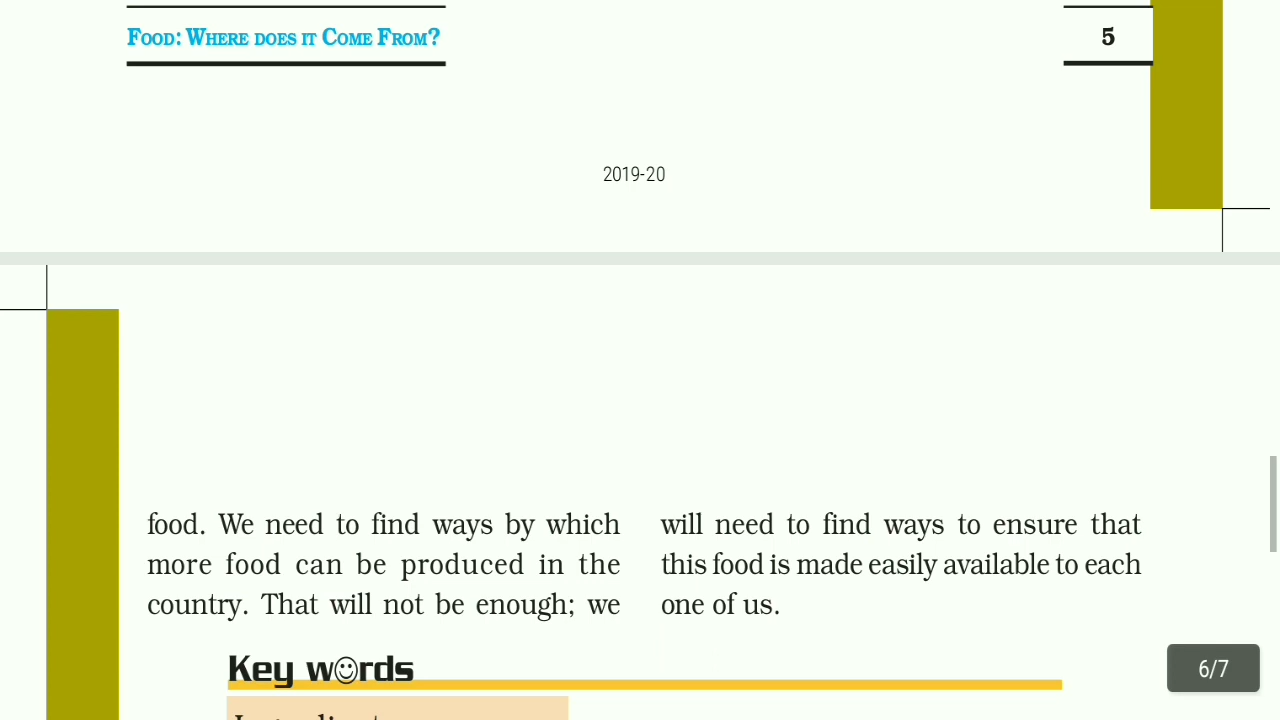 FOOD: WHERE DOES IT COME FROM?
5
2019-20
food. We need to find ways by which
more food can be produced in the
country. That will not be enough; we
will need to find ways to ensure that
this food is made easily available to each
one of us.
Key words
6/7